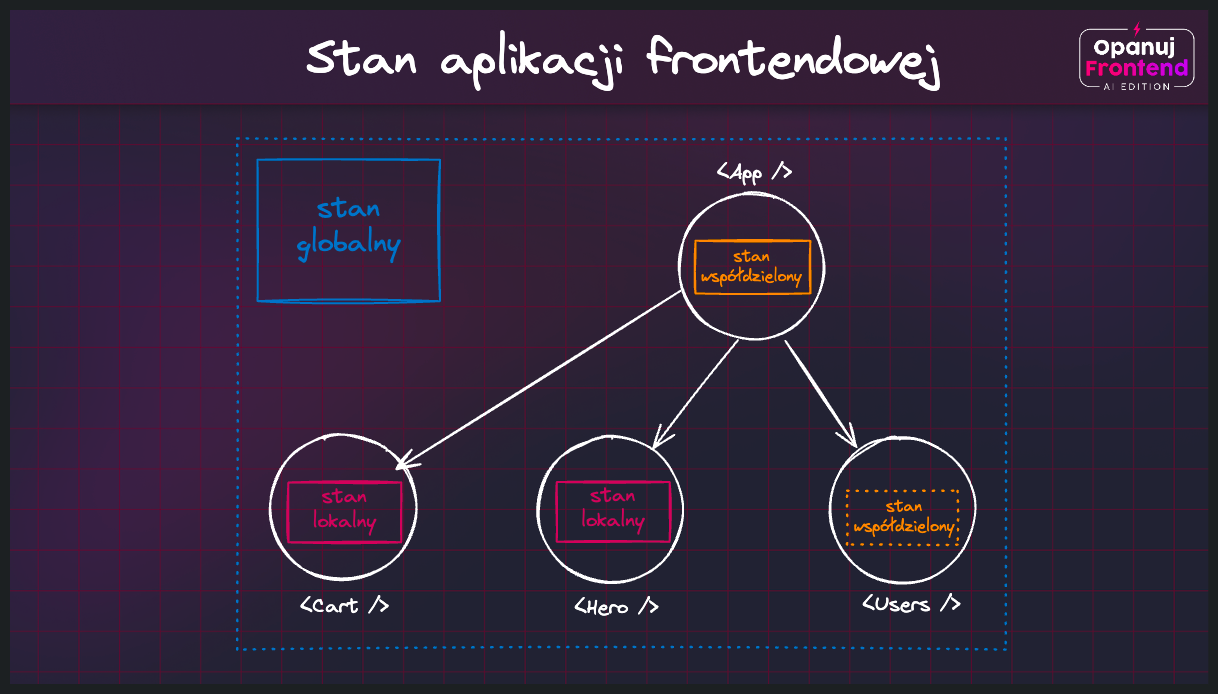 Stan aplikacji frontendowej
Opanuj
Frontend
AI EDITION
stan
globalny
<App />
stan
współdzielony
stan
lokalny
stan
lokalny
stan
współdzielony
<Cart />
<Hero />
<Users />